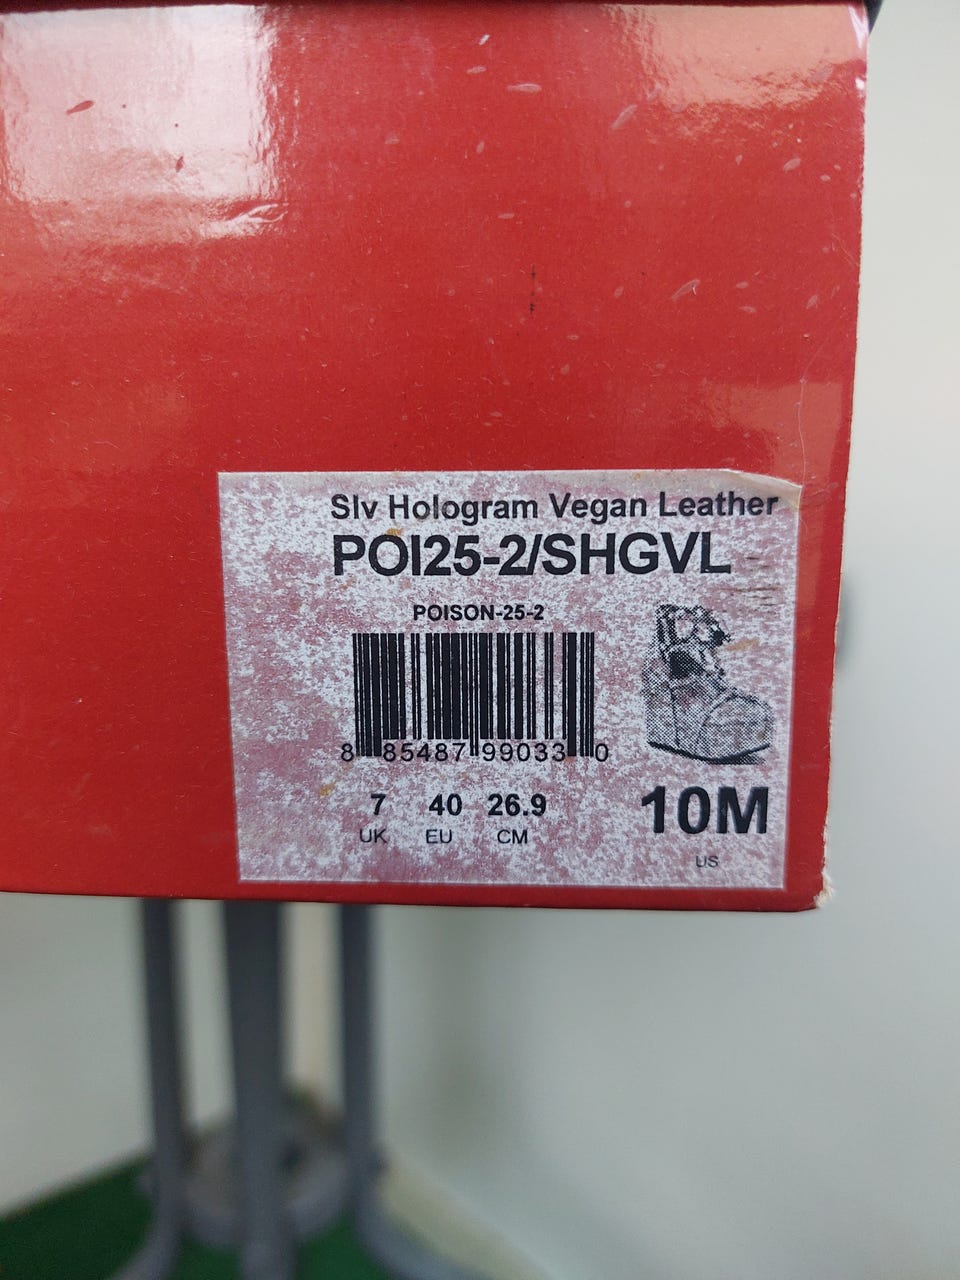 Slv Hologram Vegan Leather
POI25-2/SHGVL
POISON-25-2
8 85487 99033 0
7 40 26.9 10M
UK EU CM US